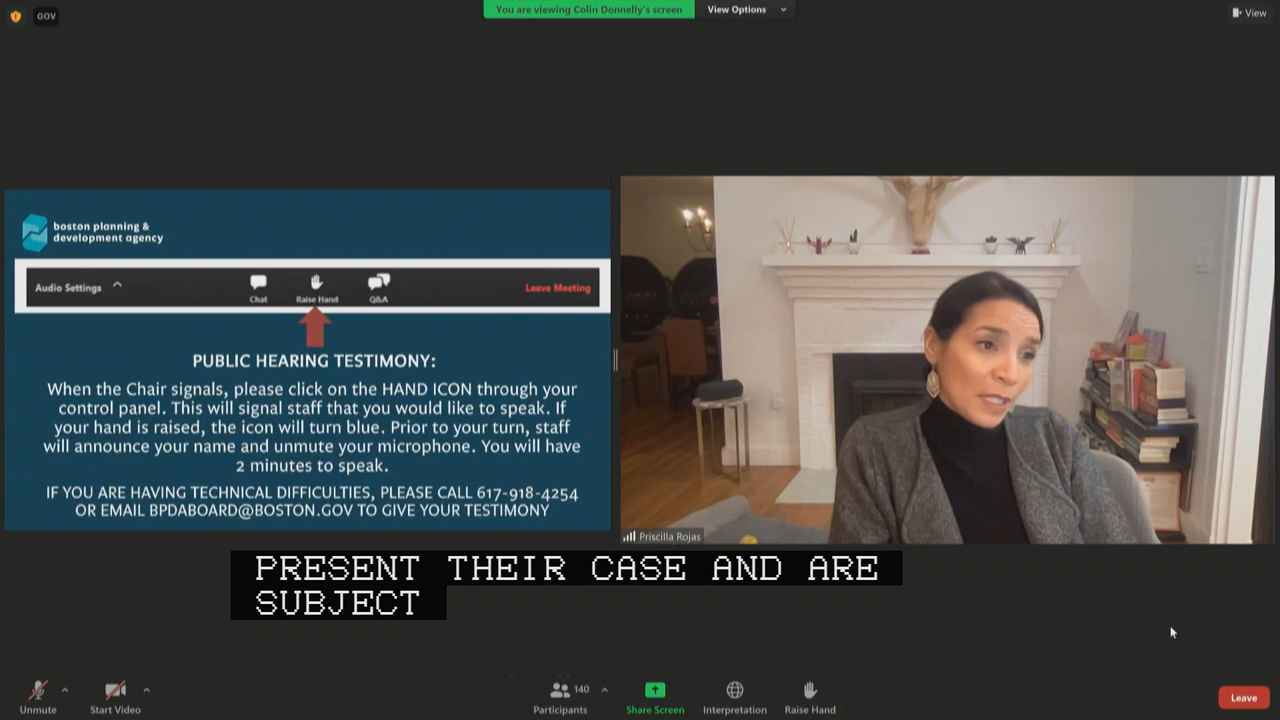 GOV
You are viewing Colin Donnelly's screen
View Options
View
boston planning &
development agency
Audio Settings
Chat
Raise Hand
Q&A
Leave Meeting
PUBLIC HEARING TESTIMONY:
When the Chair signals, please click on the HAND ICON through your
control panel. This will signal staff that you would like to speak. If
your hand is raised, the icon will turn blue. Prior to your turn, staff
will announce your name and unmute your microphone. You will have
2 minutes to speak.
IF YOU ARE HAVING TECHNICAL DIFFICULTIES, PLEASE CALL 617-918-4254
OR EMAIL BPDABOARD@BOSTON.GOV TO GIVE YOUR TESTIMONY
Priscilla Rojas
PRESENT THEIR CASE AND ARE
SUBJECT
Unmute
Start Video
140
Participants
Share Screen
Interpretation
Raise Hand
Leave